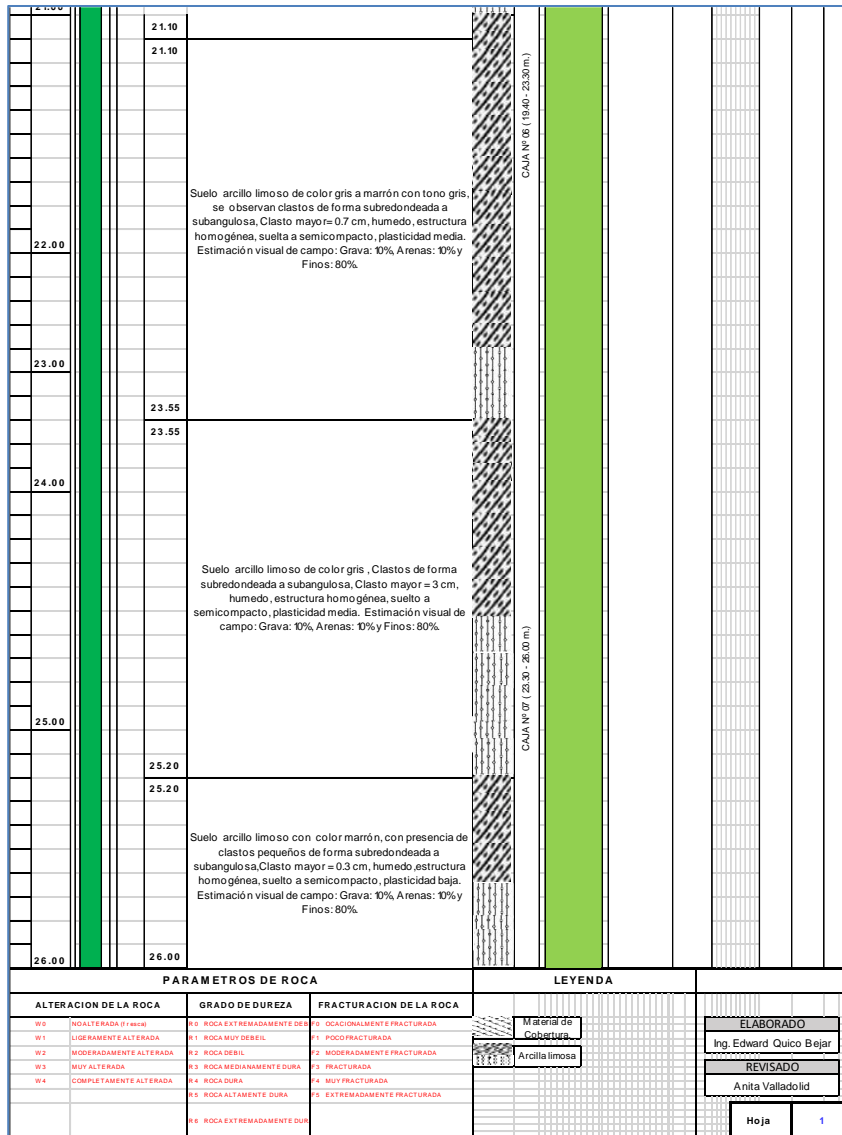 21.00
21.10
21.10
Suelo arcillo limoso de color gris a marrón con tono gris,
se observan clastos de forma subredondeada a
subangulosa, Clasto mayor= 0.7 cm, humedo, estructura
homogénea, suelta a semicompacto, plasticidad media.
Estimación visual de campo: Grava: 10%, Arenas: 10% y
Finos: 80%.
CAJA Nº 06 ( 19.40 - 23.30 m.)
22.00
23.00
23.55
23.55
24.00
Suelo arcillo limoso de color gris , Clastos de forma
subredondeada a subangulosa, Clasto mayor = 3 cm,
humedo, estructura homogénea, suelto a
semicompacto, plasticidad media. Estimación visual de
campo: Grava: 10%, Arenas: 10% y Finos: 80%.
CAJA Nº 07 ( 23.30 - 26.00 m.)
25.00
25.20
25.20
Suelo arcillo limoso con color marrón, con presencia de
clastos pequeños de forma subredondeada a
subangulosa,Clasto mayor = 0.3 cm, humedo,estructura
homogénea, suelto a semicompacto, plasticidad baja.
Estimación visual de campo: Grava: 10%, Arenas: 10% y
Finos: 80%.
26.00
26.00
PARAMETROS DE ROCA
LEYENDA
ALTERACION DE LA ROCA GRADO DE DUREZA FRACTURACION DE LA ROCA
W0 NO ALTERADA (fresca) R0 ROCA EXTREMADAMENTE DEB F0 OCACIONALMENTE FRACTURADA
W1 LIGERAMENTE ALTERADA R1 ROCA MUY DEBEIL F1 POCO FRACTURADA
W2 MODERADAMENTE ALTERADA R2 ROCA DEBIL F2 MODERADAMENTE FRACTURADA
W3 MUY ALTERADA R3 ROCA MEDIANAMENTE DURA F3 FRACTURADA
W4 COMPLETAMENTE ALTERADA R4 ROCA DURA F4 MUY FRACTURADA
R5 ROCA ALTAMENTE DURA F5 EXTREMADAMENTE FRACTURADA
R6 ROCA EXTREMADAMENTE DUR
Material de
Cobertura
Arcilla limosa
ELABORADO
Ing. Edward Quico Bejar
REVISADO
Anita Valladolid
Hoja 1